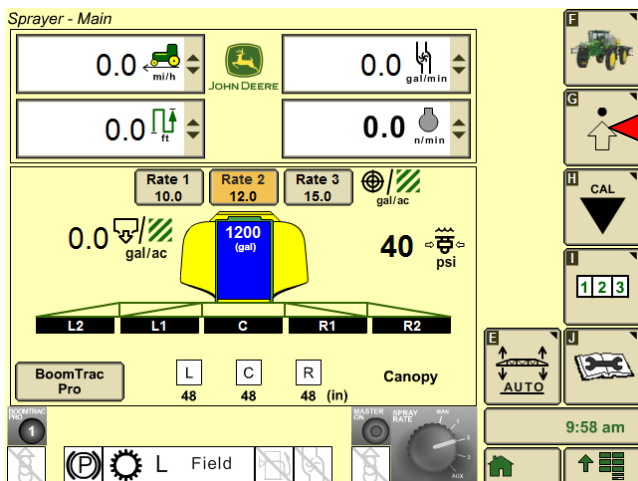 Sprayer - Main
F
0.0 mi/h
JOHN DEERE
0.0 gal/min
0.0 ft
0.0 n/min
G
Rate 1 10.0
Rate 2 12.0
Rate 3 15.0
gal/ac
H
CAL
0.0 gal/ac
1200
(gal)
40 psi
I
1 2 3
L2 L1 C R1 R2
E
AUTO
J
BoomTrac
Pro
L C R
48 48 48 (in)
Canopy
BOOMTRAC
PRO
1
MASTER
ON
SPRAY
RATE
MAN
1
2
3
AUX
9:58 am
P L Field